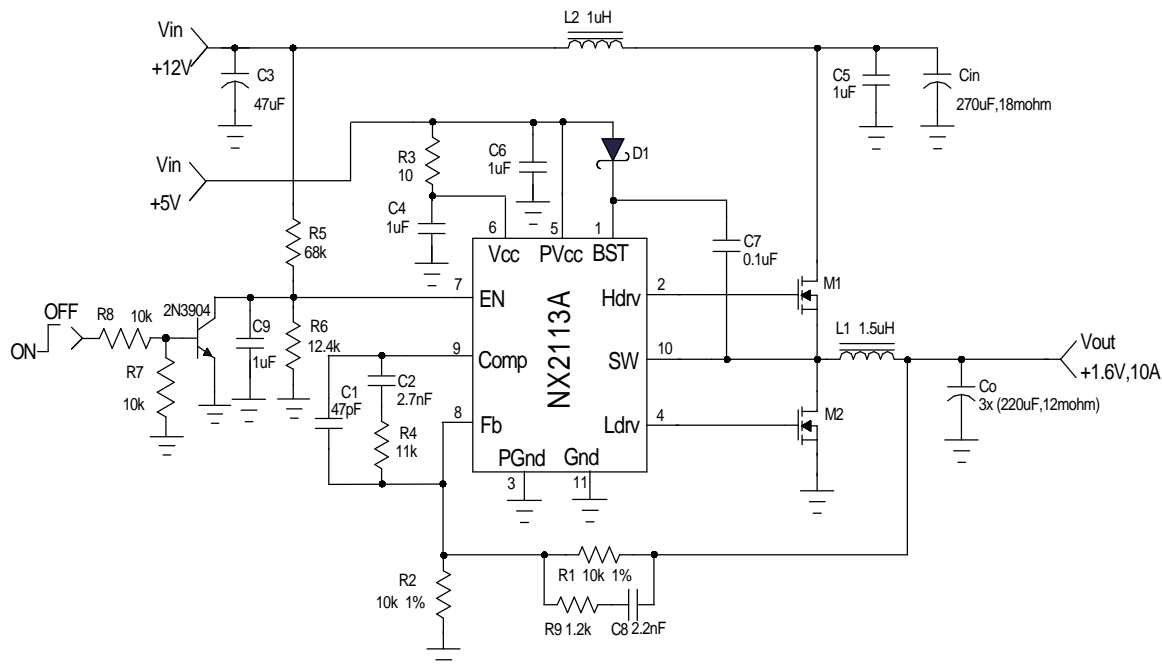 L2 1uH
Vin
+12V
C3
47uF
C5
1uF
Cin
270uF,18mohm
Vin
+5V
R3
10
C6
1uF
D1
C4
1uF
6
5
1
C7
0.1uF
R5
68k
Vcc
PVcc
BST
7
EN
Hdrv
2
M1
OFF
ON
R8
10k
2N3904
C9
1uF
R6
12.4k
NX2113A
9
Comp
SW
10
L1 1.5uH
Vout
+1.6V,10A
R7
10k
C1
47pF
C2
2.7nF
R4
11k
8
Fb
Ldrv
4
M2
Co
3x (220uF,12mohm)
PGnd
Gnd
3
11
R2
10k 1%
R1 10k 1%
R9 1.2k
C8 2.2nF